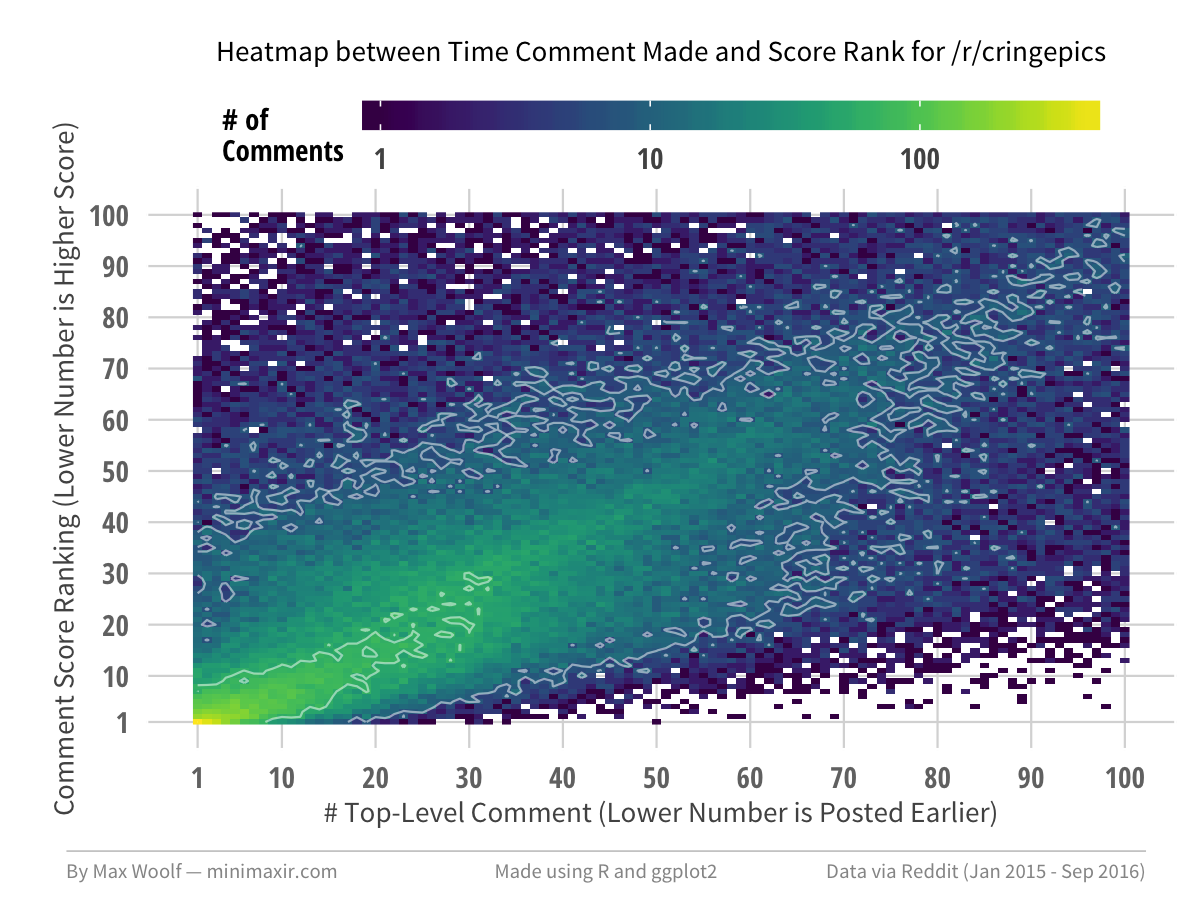 Heatmap between Time Comment Made and Score Rank for /r/cringepics
# of
Comments
1 10 100
Comment Score Ranking (Lower Number is Higher Score)
100
90
80
70
60
50
40
30
20
10
1
1 10 20 30 40 50 60 70 80 90 100
# Top-Level Comment (Lower Number is Posted Earlier)
By Max Woolf — minimaxir.com Made using R and ggplot2 Data via Reddit (Jan 2015 - Sep 2016)